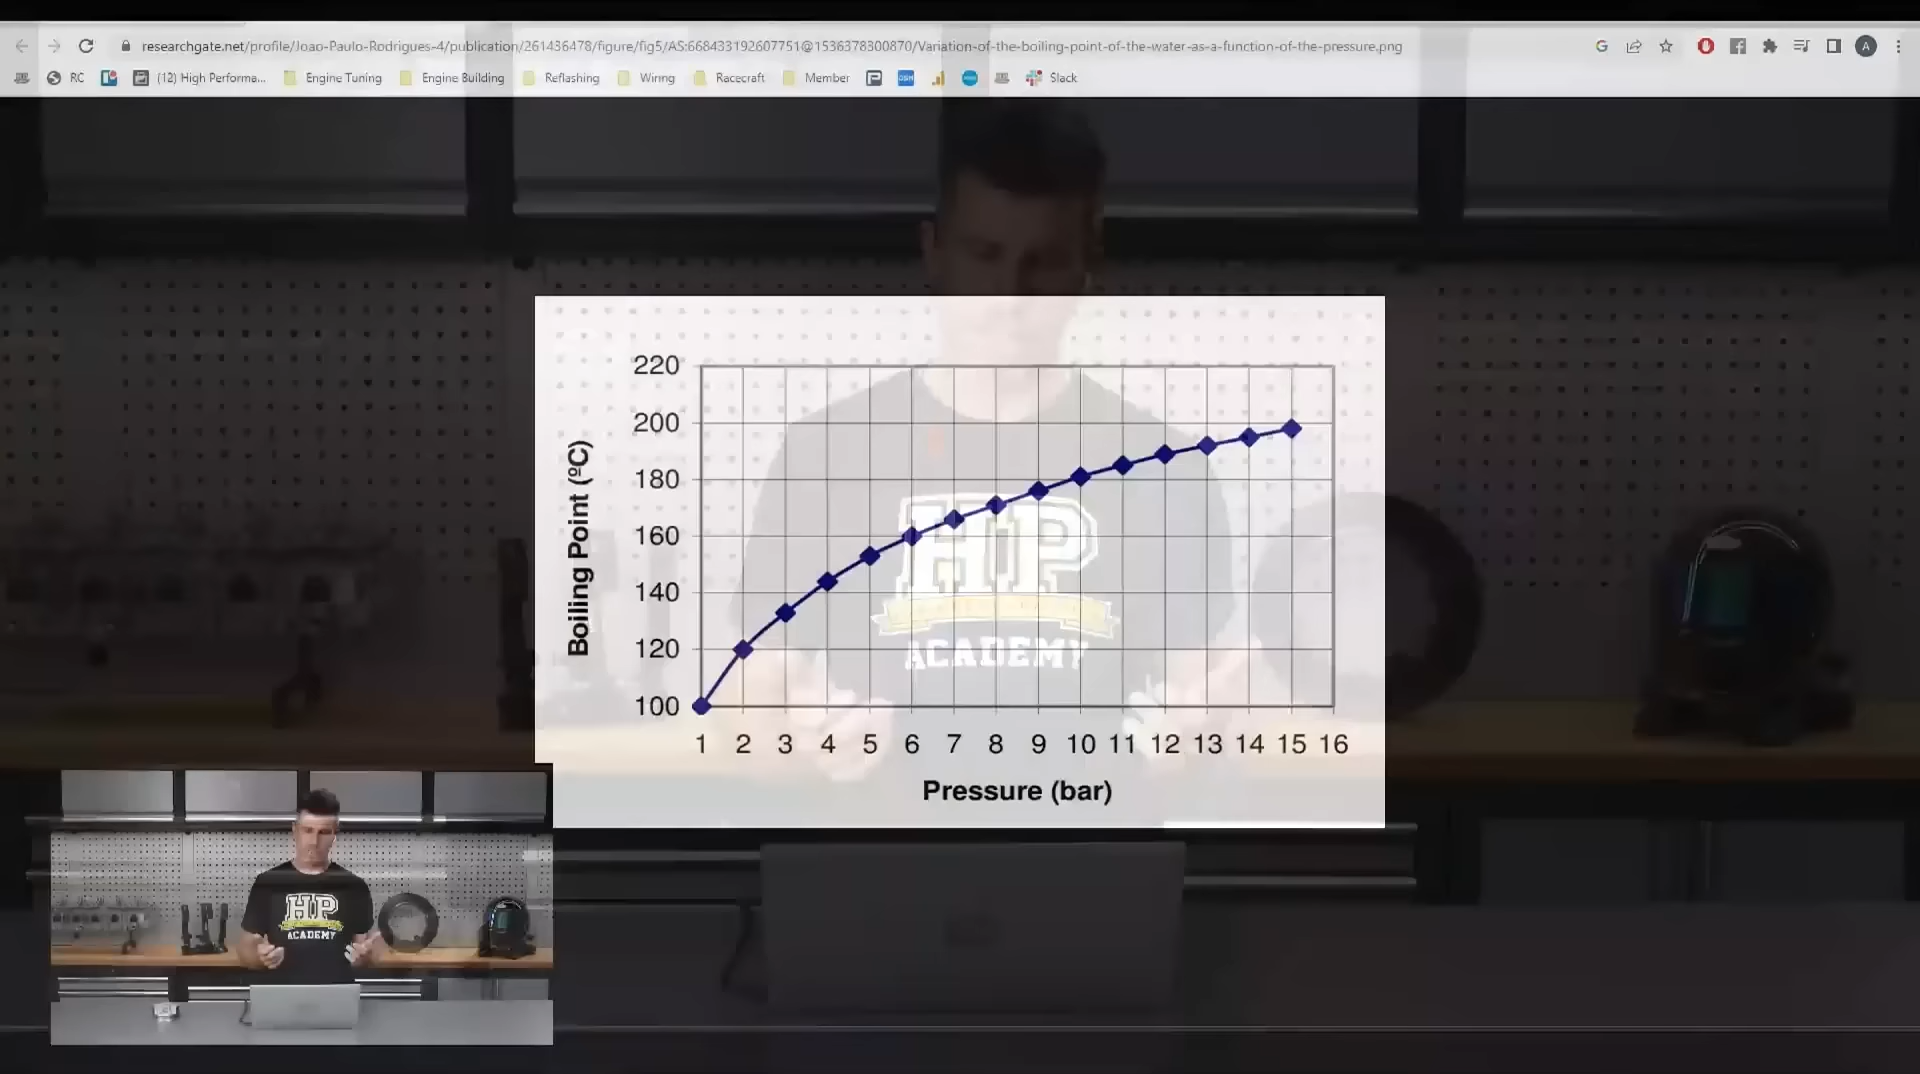 researchgate.net/profile/Joao-Paulo-Rodrigues-4/publication/261436478/figure/fig5/AS:668433192607751@1536378300870/Variation-of-the-boiling-point-of-the-water-as-a-function-of-the-pressure.png
G
A
RC
(12) High Performa...
Engine Tuning
Engine Building
Reflashing
Wiring
Racecraft
Member
Slack
220
200
180
160
140
120
100
Boiling Point (ºC)
1 2 3 4 5 6 7 8 9 10 11 12 13 14 15 16
Pressure (bar)
HP
ACADEMY
HP
ACADEMY